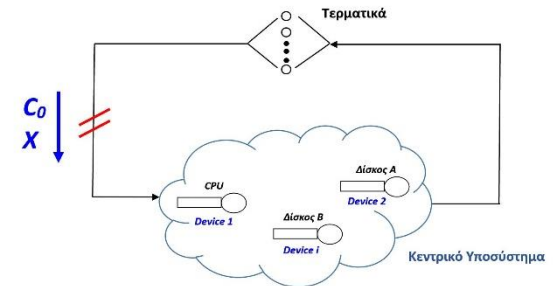 Τερματικά
C0
X
Δίσκος Α
CPU
Device 2
Device 1
Δίσκος Β
Device i
Κεντρικό Υποσύστημα